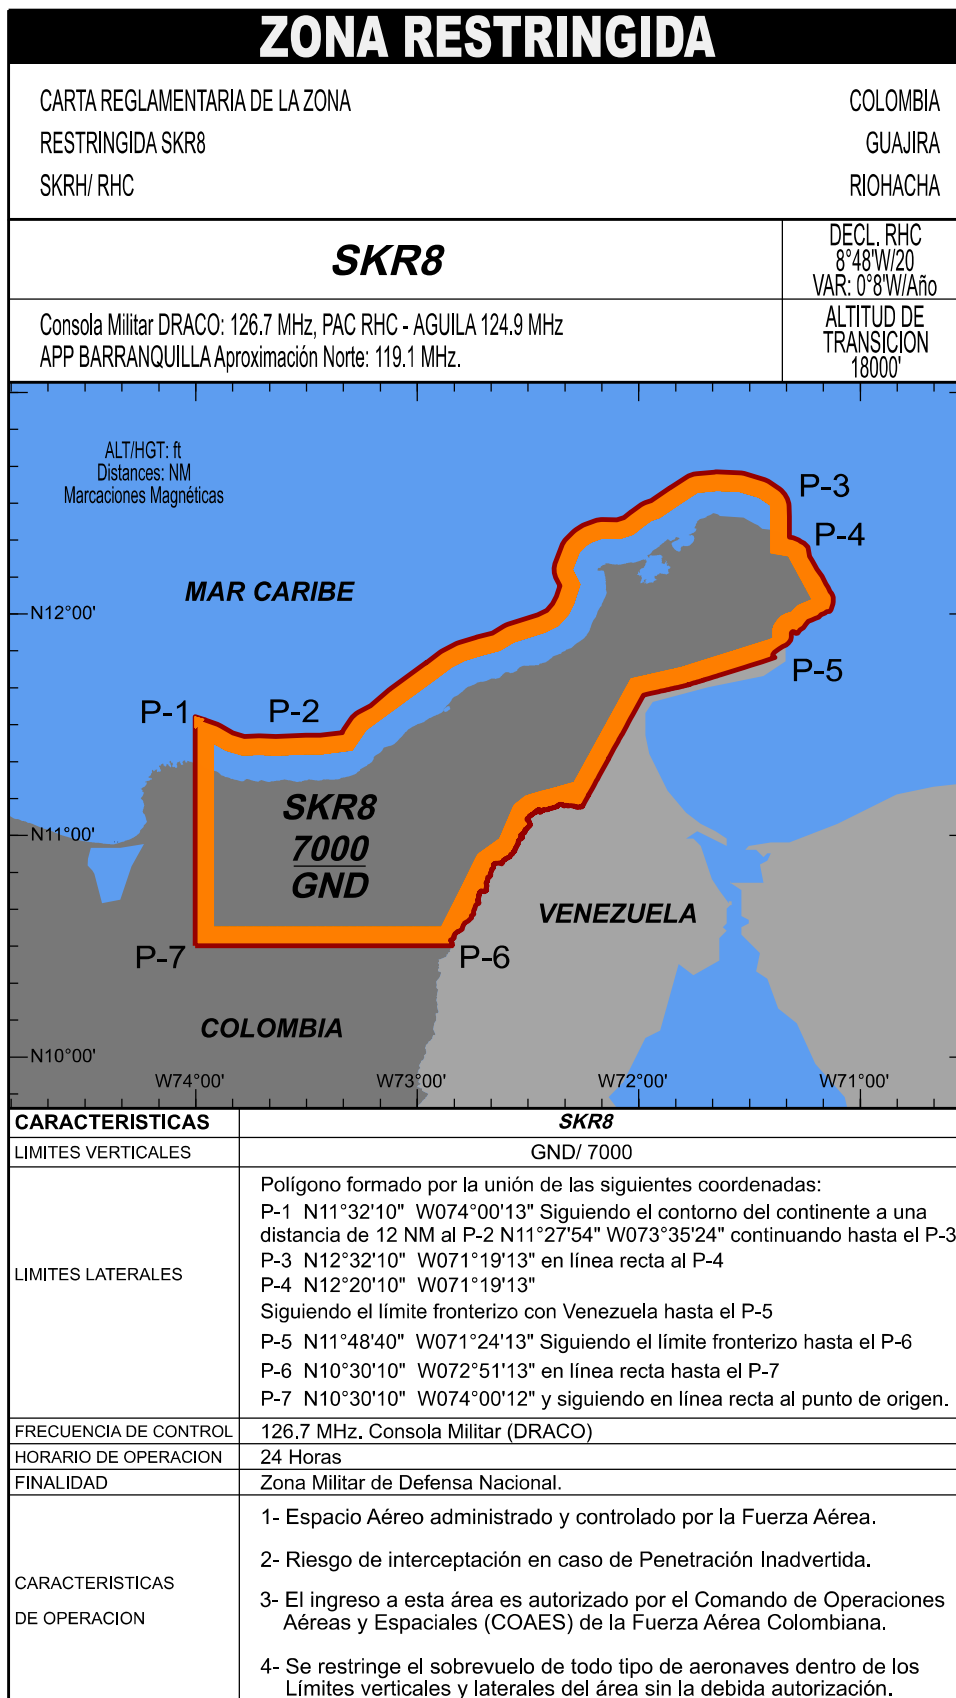 ZONA RESTRINGIDA
CARTA REGLAMENTARIA DE LA ZONA
RESTRINGIDA SKR8
SKRH/ RHC
COLOMBIA
GUAJIRA
RIOHACHA
SKR8
DECL. RHC
8°48'W/20
VAR: 0°8'W/Año
Consola Militar DRACO: 126.7 MHz, PAC RHC - AGUILA 124.9 MHz
APP BARRANQUILLA Aproximación Norte: 119.1 MHz.
ALTITUD DE
TRANSICION
18000'
ALT/HGT: ft
Distances: NM
Marcaciones Magnéticas
P-3
P-4
MAR CARIBE
N12°00'
P-5
P-1
P-2
SKR8
7000
GND
N11°00'
VENEZUELA
P-7
P-6
COLOMBIA
N10°00'
W74°00'
W73°00'
W72°00'
W71°00'
CARACTERISTICAS
SKR8
LIMITES VERTICALES
GND/ 7000
LIMITES LATERALES
Polígono formado por la unión de las siguientes coordenadas:
P-1 N11°32'10" W074°00'13" Siguiendo el contorno del continente a una
distancia de 12 NM al P-2 N11°27'54" W073°35'24" continuando hasta el P-3
P-3 N12°32'10" W071°19'13" en línea recta al P-4
P-4 N12°20'10" W071°19'13"
Siguiendo el límite fronterizo con Venezuela hasta el P-5
P-5 N11°48'40" W071°24'13" Siguiendo el límite fronterizo hasta el P-6
P-6 N10°30'10" W072°51'13" en línea recta hasta el P-7
P-7 N10°30'10" W074°00'12" y siguiendo en línea recta al punto de origen.
FRECUENCIA DE CONTROL
126.7 MHz. Consola Militar (DRACO)
HORARIO DE OPERACION
24 Horas
FINALIDAD
Zona Militar de Defensa Nacional.
CARACTERISTICAS
DE OPERACION
1- Espacio Aéreo administrado y controlado por la Fuerza Aérea.
2- Riesgo de interceptación en caso de Penetración Inadvertida.
3- El ingreso a esta área es autorizado por el Comando de Operaciones
Aéreas y Espaciales (COAES) de la Fuerza Aérea Colombiana.
4- Se restringe el sobrevuelo de todo tipo de aeronaves dentro de los
Límites verticales y laterales del área sin la debida autorización.